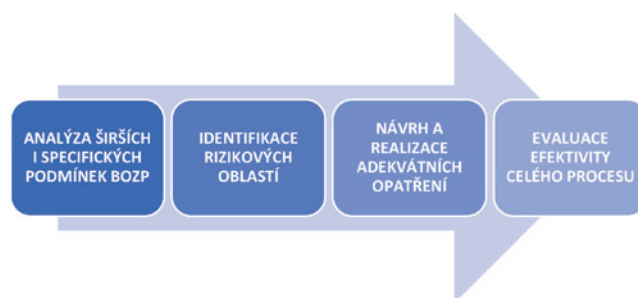 ANALÝZA ŠIRŠÍCH
I SPECIFICKÝCH
PODMÍNEK BOZP
IDENTIFIKACE
RIZIKOVÝCH
OBLASTÍ
NÁVRH A
REALIZACE
ADEKVÁTNÍCH
OPATŘENÍ
EVALUACE
EFEKTIVITY
CELÉHO PROCESU